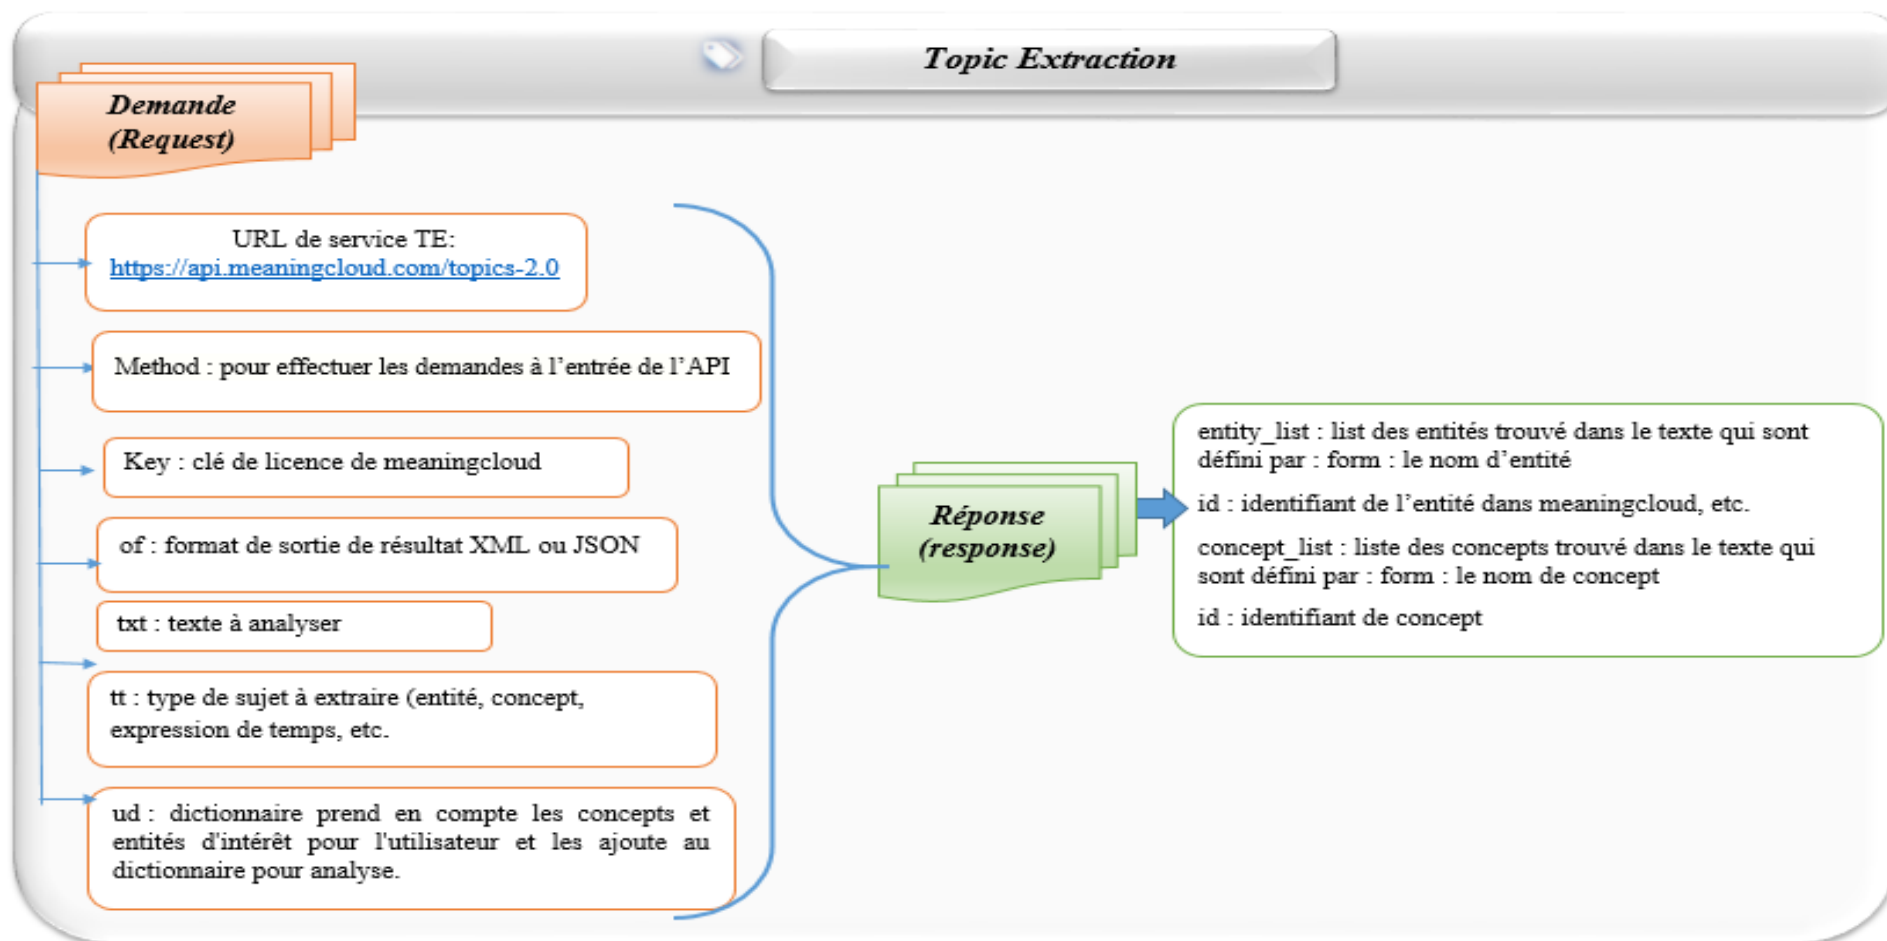 Topic Extraction
Demande
(Request)
URL de service TE:
https://api.meaningcloud.com/topics-2.0
Method : pour effectuer les demandes à l’entrée de l’API
Key : clé de licence de meaningcloud
of : format de sortie de résultat XML ou JSON
txt : texte à analyser
tt : type de sujet à extraire (entité, concept,
expression de temps, etc.
ud : dictionnaire prend en compte les concepts et
entités d'intérêt pour l'utilisateur et les ajoute au
dictionnaire pour analyse.
Réponse
(response)
entity_list : list des entités trouvé dans le texte qui sont
défini par : form : le nom d’entité
id : identifiant de l’entité dans meaningcloud, etc.
concept_list : liste des concepts trouvé dans le texte qui
sont défini par : form : le nom de concept
id : identifiant de concept